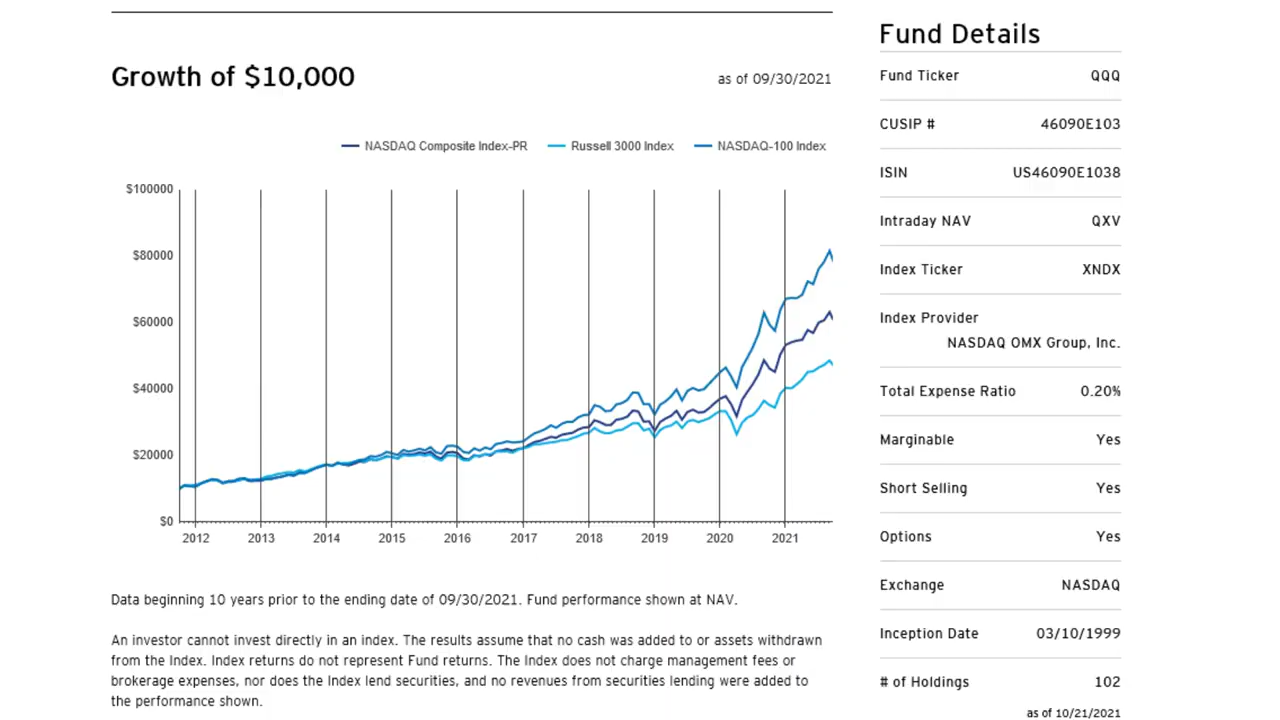 Growth of $10,000
as of 09/30/2021
NASDAQ Composite Index-PR
Russell 3000 Index
NASDAQ-100 Index
$100000
$80000
$60000
$40000
$20000
$0
2012 2013 2014 2015 2016 2017 2018 2019 2020 2021
Data beginning 10 years prior to the ending date of 09/30/2021. Fund performance shown at NAV.
An investor cannot invest directly in an index. The results assume that no cash was added to or assets withdrawn
from the Index. Index returns do not represent Fund returns. The Index does not charge management fees or
brokerage expenses, nor does the Index lend securities, and no revenues from securities lending were added to
the performance shown.
Fund Details
Fund Ticker QQQ
CUSIP # 46090E103
ISIN US46090E1038
Intraday NAV QXV
Index Ticker XNDX
Index Provider
NASDAQ OMX Group, Inc.
Total Expense Ratio 0.20%
Marginable Yes
Short Selling Yes
Options Yes
Exchange NASDAQ
Inception Date 03/10/1999
# of Holdings 102
as of 10/21/2021